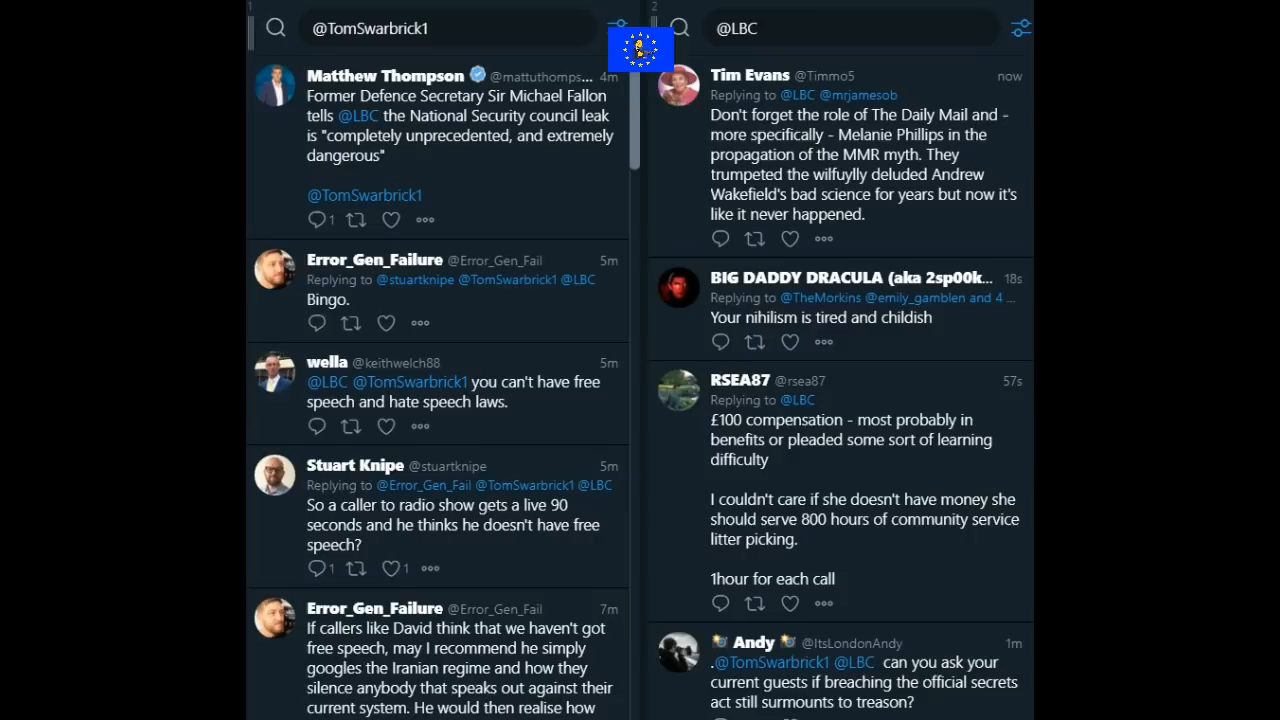 1
@TomSwarbrick1
Matthew Thompson @mattuthomps... 4m
Former Defence Secretary Sir Michael Fallon
tells @LBC the National Security council leak
is "completely unprecedented, and extremely
dangerous"
@TomSwarbrick1
1
Error_Gen_Failure @Error_Gen_Fail 5m
Replying to @stuartknipe @TomSwarbrick1 @LBC
Bingo.
wella @keithwelch88 5m
@LBC @TomSwarbrick1 you can't have free
speech and hate speech laws.
Stuart Knipe @stuartknipe 5m
Replying to @Error_Gen_Fail @TomSwarbrick1 @LBC
So a caller to radio show gets a live 90
seconds and he thinks he doesn't have free
speech?
1 1
Error_Gen_Failure @Error_Gen_Fail 7m
If callers like David think that we haven't got
free speech, may I recommend he simply
googles the Iranian regime and how they
silence anybody that speaks out against their
current system. He would then realise how
2
@LBC
Tim Evans @Timmo5 now
Replying to @LBC @mrjamesob
Don't forget the role of The Daily Mail and -
more specifically - Melanie Phillips in the
propagation of the MMR myth. They
trumpeted the wilfuylly deluded Andrew
Wakefield's bad science for years but now it's
like it never happened.
BIG DADDY DRACULA (aka 2sp00k... 18s
Replying to @TheMorkins @emily_gamblen and 4 ...
Your nihilism is tired and childish
RSEA87 @rsea87 57s
Replying to @LBC
£100 compensation - most probably in
benefits or pleaded some sort of learning
difficulty
I couldn't care if she doesn't have money she
should serve 800 hours of community service
litter picking.
1hour for each call
Andy @ItsLondonAndy 1m
.@TomSwarbrick1 @LBC can you ask your
current guests if breaching the official secrets
act still surmounts to treason?